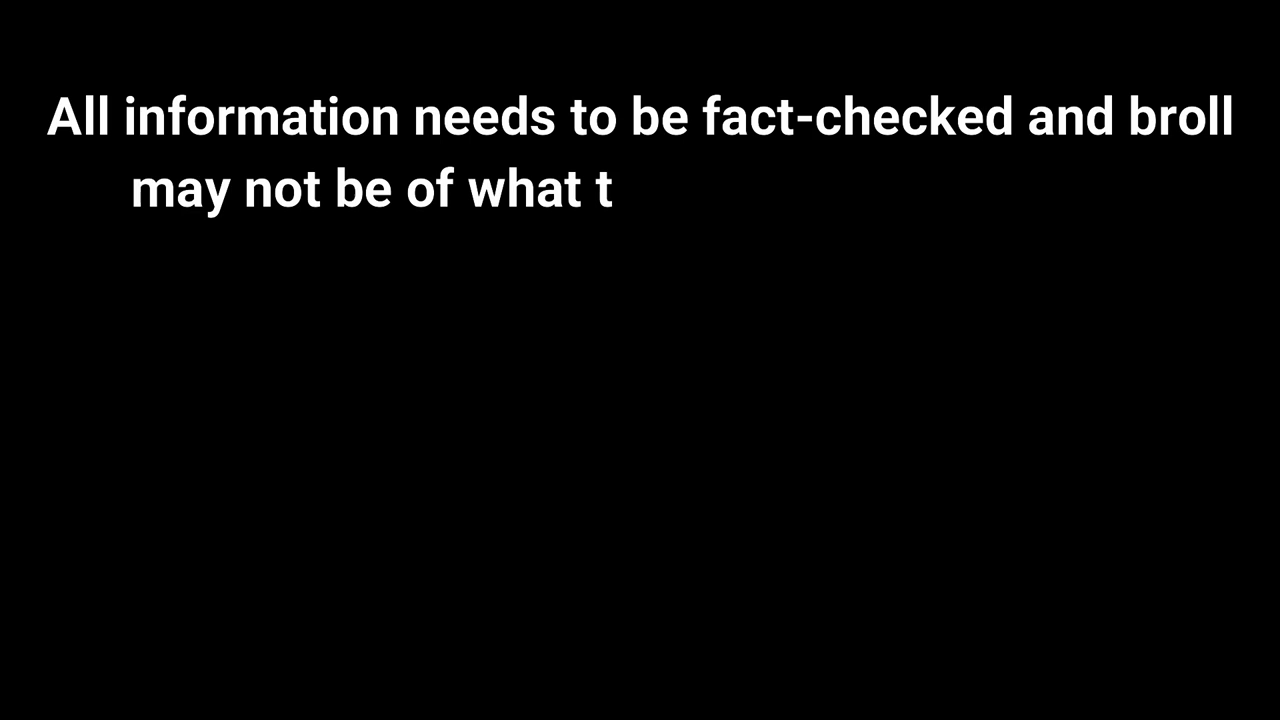 All information needs to be fact-checked and broll
may not be of what t